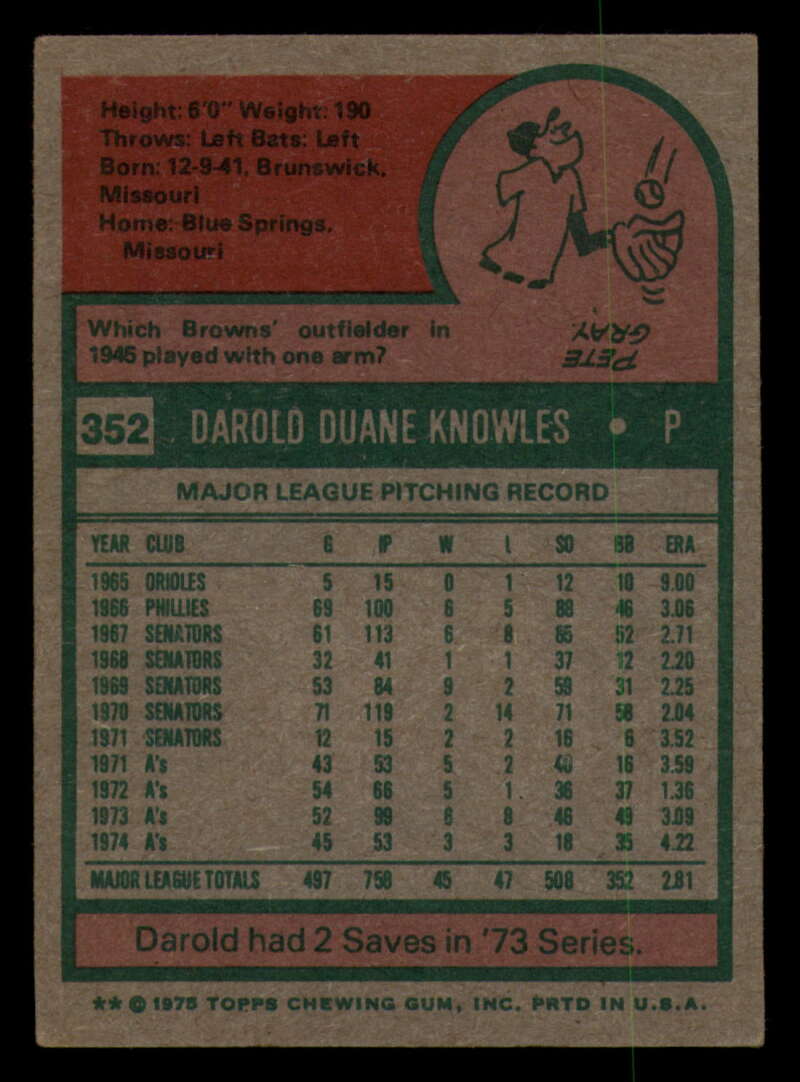 Height: 6'0" Weight: 190
Throws: Left Bats: Left
Born: 12-9-41, Brunswick,
Missouri
Home: Blue Springs,
Missouri
Which Browns' outfielder in
1945 played with one arm?
PETE
GRAY.
352 DAROLD DUANE KNOWLES • P
MAJOR LEAGUE PITCHING RECORD
YEAR CLUB G IP W L SO BB ERA
1965 ORIOLES 5 15 0 1 12 10 9.00
1966 PHILLIES 69 100 6 5 88 46 3.06
1967 SENATORS 61 113 6 8 85 52 2.71
1968 SENATORS 32 41 1 1 37 12 2.20
1969 SENATORS 53 84 9 2 59 31 2.25
1970 SENATORS 71 119 2 14 71 58 2.04
1971 SENATORS 12 15 2 2 16 6 3.52
1971 A's 43 53 5 2 40 16 3.59
1972 A's 54 66 5 1 36 37 1.36
1973 A's 52 99 6 8 46 49 3.09
1974 A's 45 53 3 3 18 35 4.22
MAJOR LEAGUE TOTALS 497 758 45 47 508 352 2.81
Darold had 2 Saves in '73 Series.
** © 1975 TOPPS CHEWING GUM, INC. PRTD IN U.S.A.